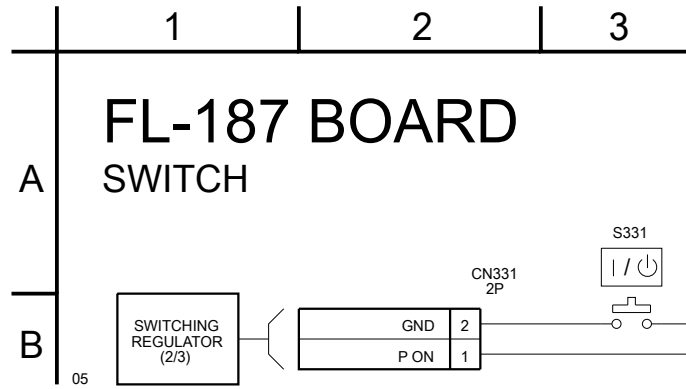 1 2 3
FL-187 BOARD
A
SWITCH
S331
I / ⏻
CN331
2P
B
SWITCHING
REGULATOR
(2/3)
GND 2
P ON 1
05